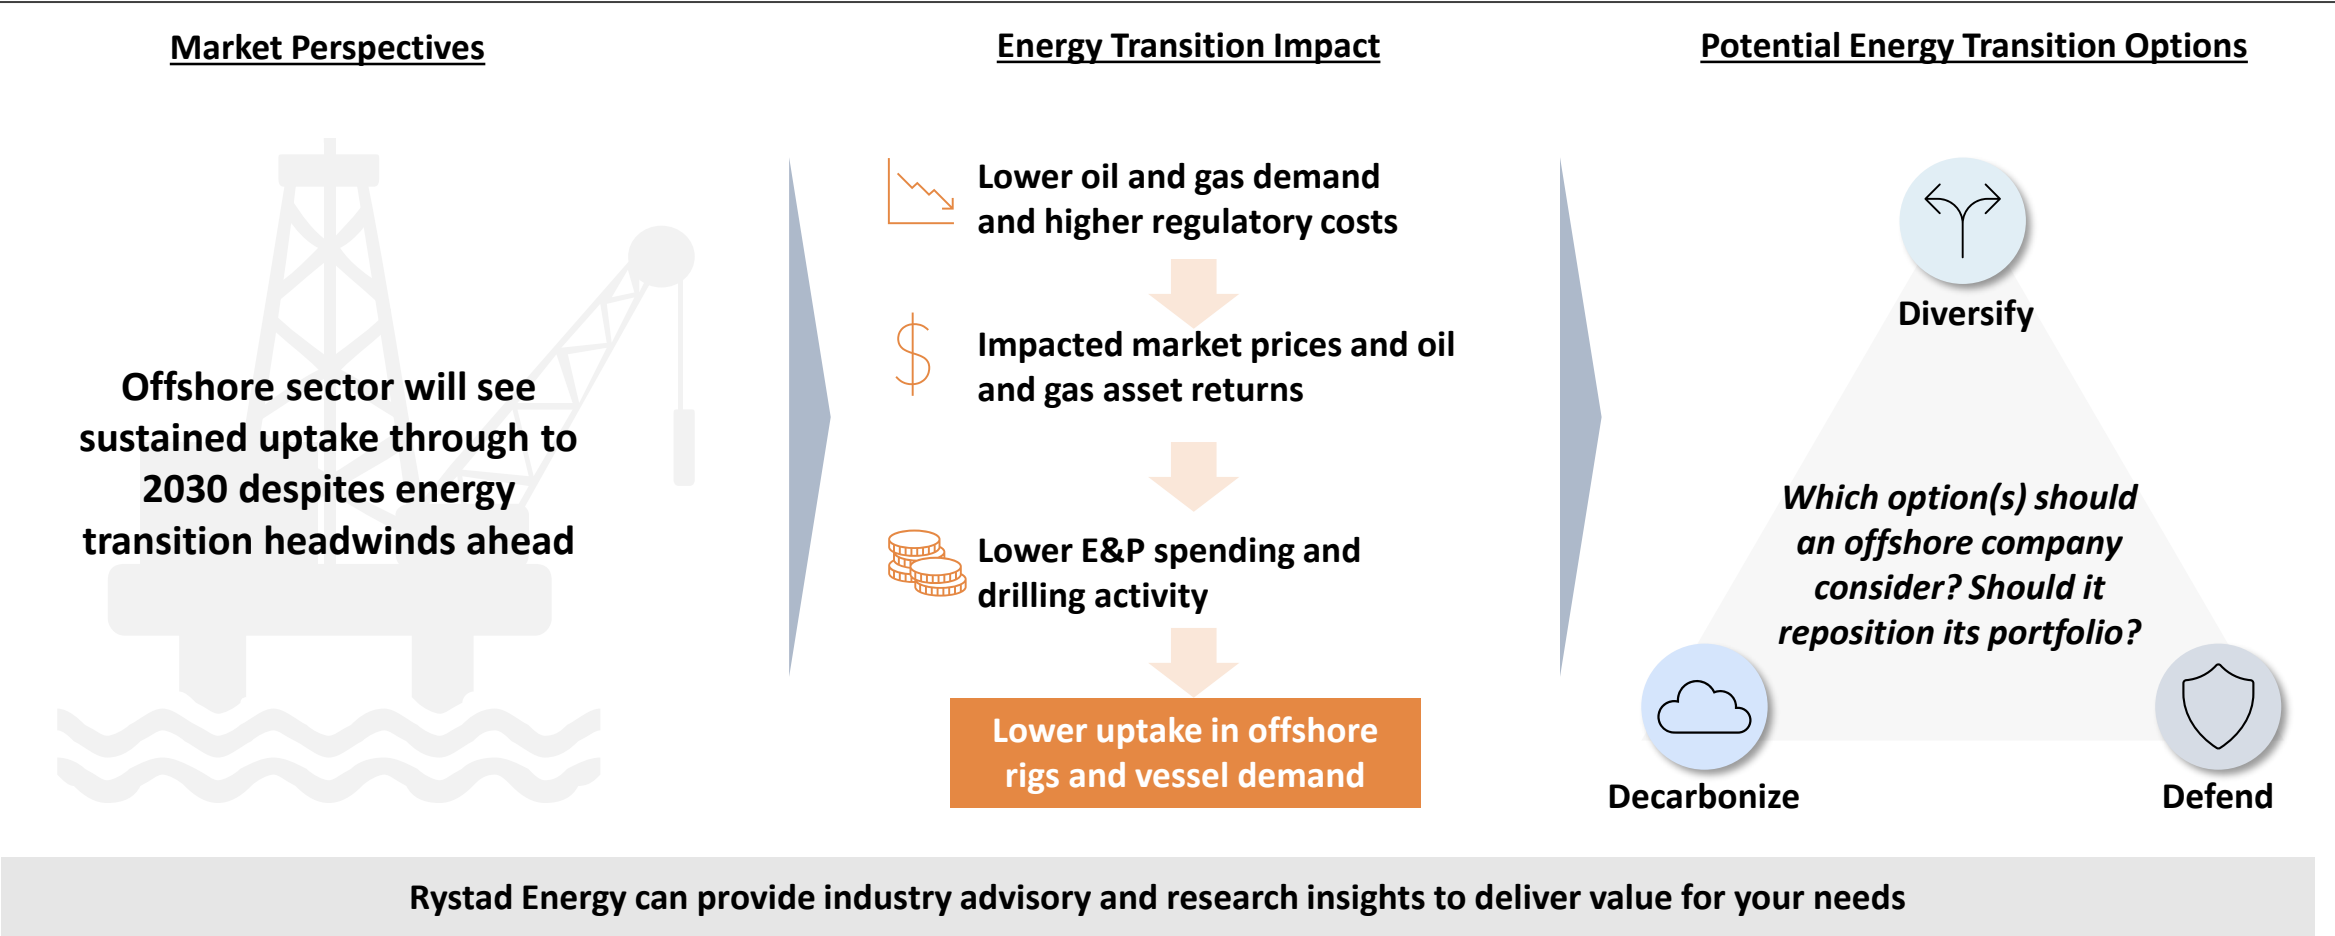 Market Perspectives
Offshore sector will see
sustained uptake through to
2030 despites energy
transition headwinds ahead
Energy Transition Impact
Lower oil and gas demand
and higher regulatory costs
$
Impacted market prices and oil
and gas asset returns
Lower E&P spending and
drilling activity
Lower uptake in offshore
rigs and vessel demand
Potential Energy Transition Options
Diversify
Which option(s) should
an offshore company
consider? Should it
reposition its portfolio?
Decarbonize
Defend
Rystad Energy can provide industry advisory and research insights to deliver value for your needs